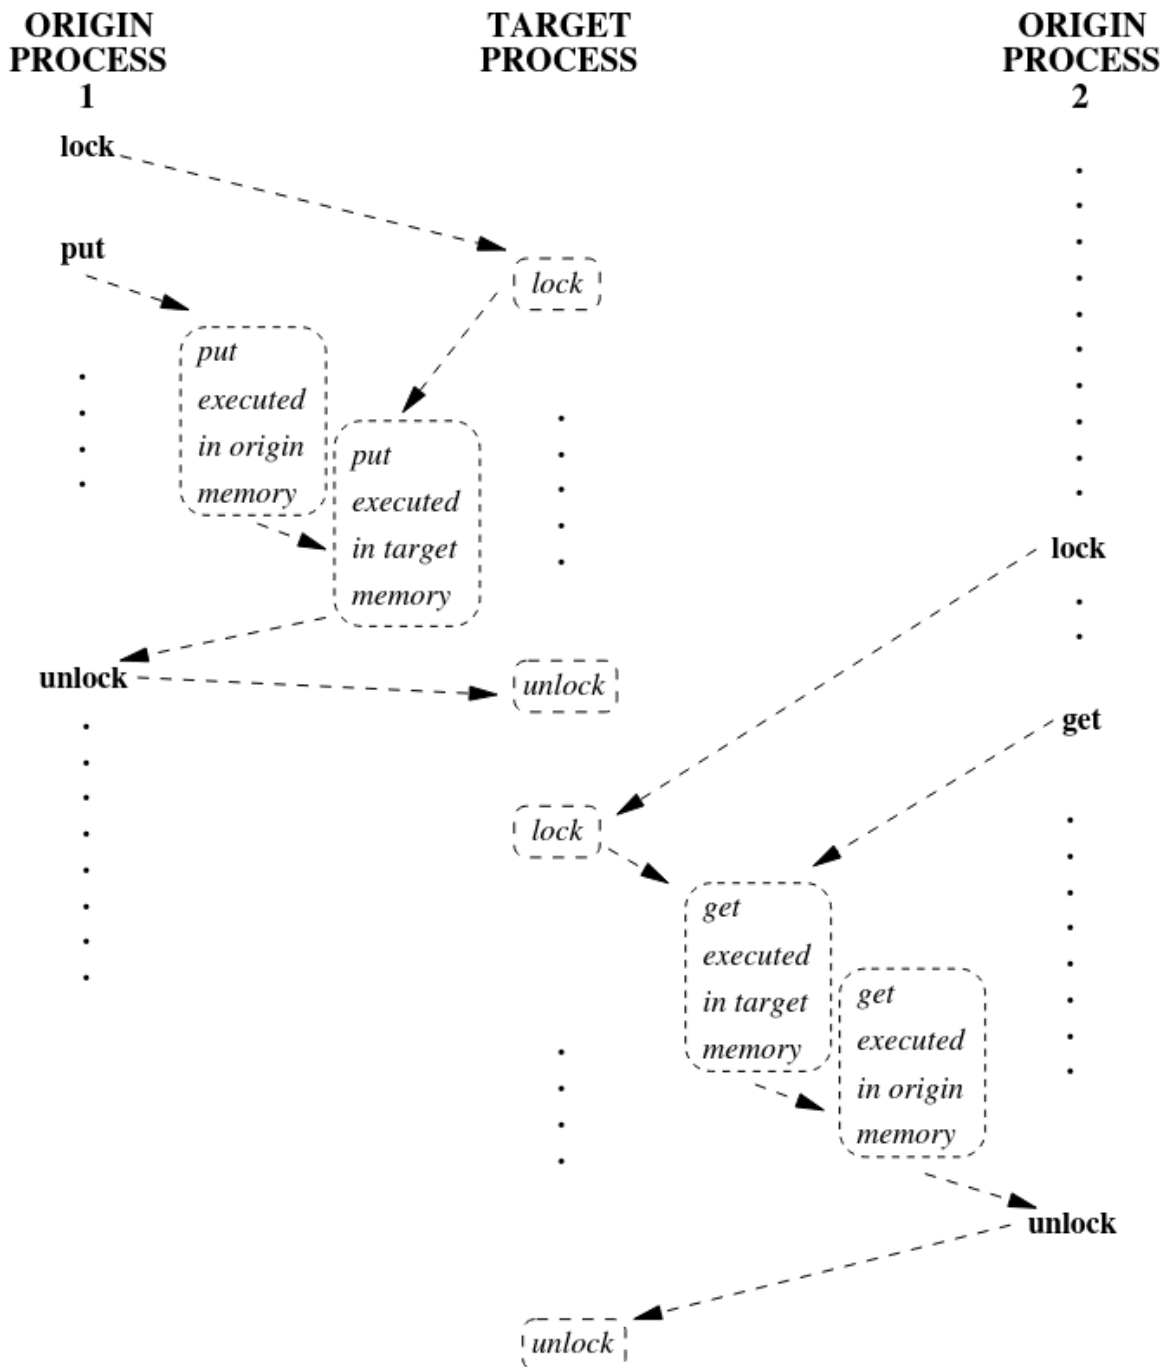 ORIGIN
PROCESS
1
TARGET
PROCESS
ORIGIN
PROCESS
2
lock
put
lock
put
executed
in origin
memory
put
executed
in target
memory
lock
unlock
unlock
get
lock
get
executed
in target
memory
get
executed
in origin
memory
unlock
unlock